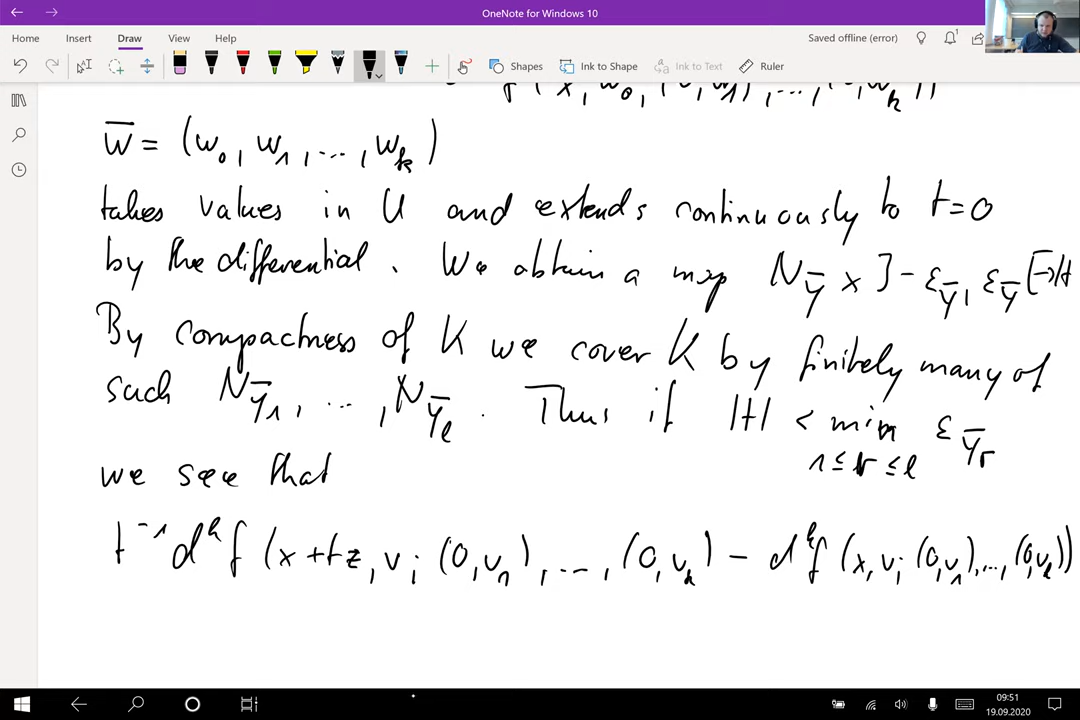 OneNote for Windows 10
Home Insert Draw View Help Saved offline (error)
Shapes Ink to Shape Ink to Text Ruler
w̄ = (w₀, w₁, ..., wₖ)
takes values in U and extends continuously to t=0
by the differential. We obtain a map N_ȳ × ]-ε_ȳ, ε_ȳ[ →
By compactness of K we cover K by finitely many of
such N_ȳ₁, ..., N_ȳₗ. Thus if |t| < min_{1≤r≤l} ε_ȳᵣ
we see that
t⁻¹ dᵏf (x+tz, v; (0,v₁), ..., (0,vₖ) - dᵏf (x, v; (0,v₁), ..., (0,vₖ))
09:51
19.09.2020